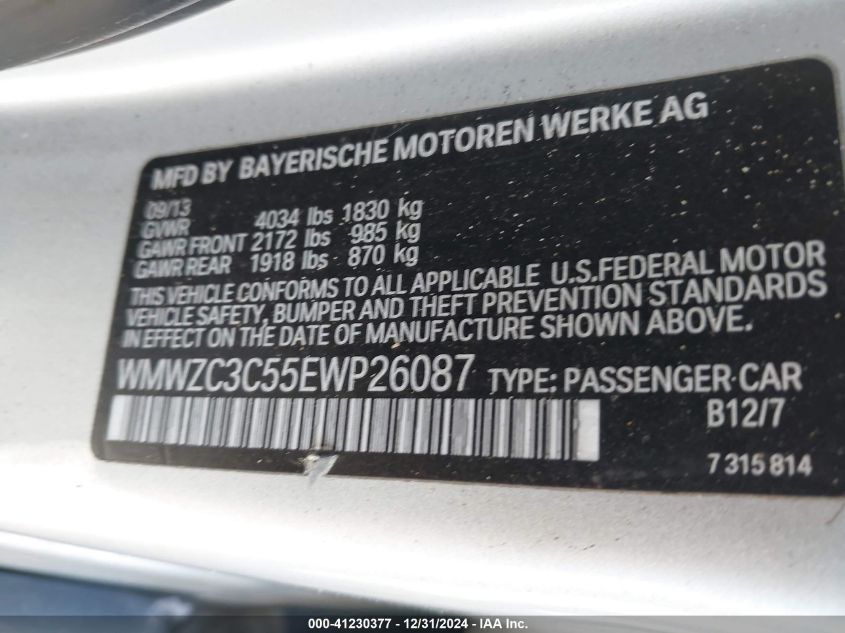 MFD BY BAYERISCHE MOTOREN WERKE AG
09/13
GVWR 4034 lbs 1830 kg
GAWR FRONT 2172 lbs 985 kg
GAWR REAR 1918 lbs 870 kg
THIS VEHICLE CONFORMS TO ALL APPLICABLE U.S.FEDERAL MOTOR
VEHICLE SAFETY, BUMPER AND THEFT PREVENTION STANDARDS
IN EFFECT ON THE DATE OF MANUFACTURE SHOWN ABOVE.
WMWZC3C55EWP26087 TYPE: PASSENGER CAR
B12/7
7 315 814
000-41230377 - 12/31/2024 - IAA Inc.